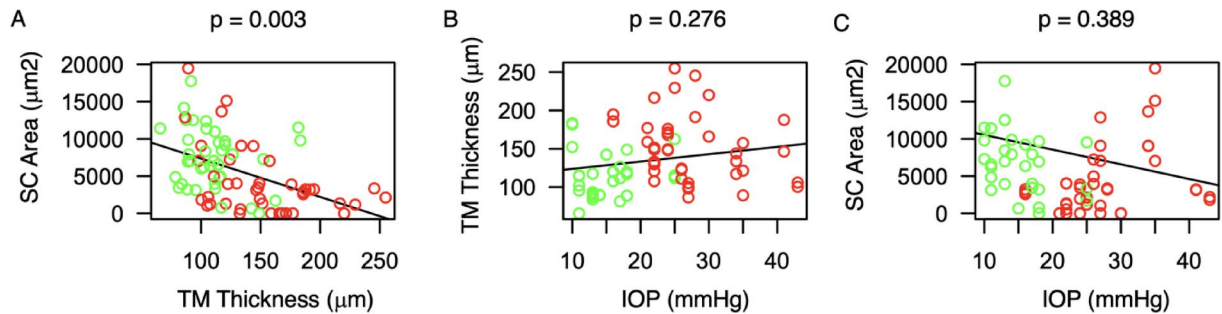 A
p = 0.003
SC Area (μm2)
20000
15000
10000
5000
0
100 150 200 250
TM Thickness (μm)
B
p = 0.276
TM Thickness (μm)
250
200
150
100
10 20 30 40
IOP (mmHg)
C
p = 0.389
SC Area (μm2)
20000
15000
10000
5000
0
10 20 30 40
IOP (mmHg)